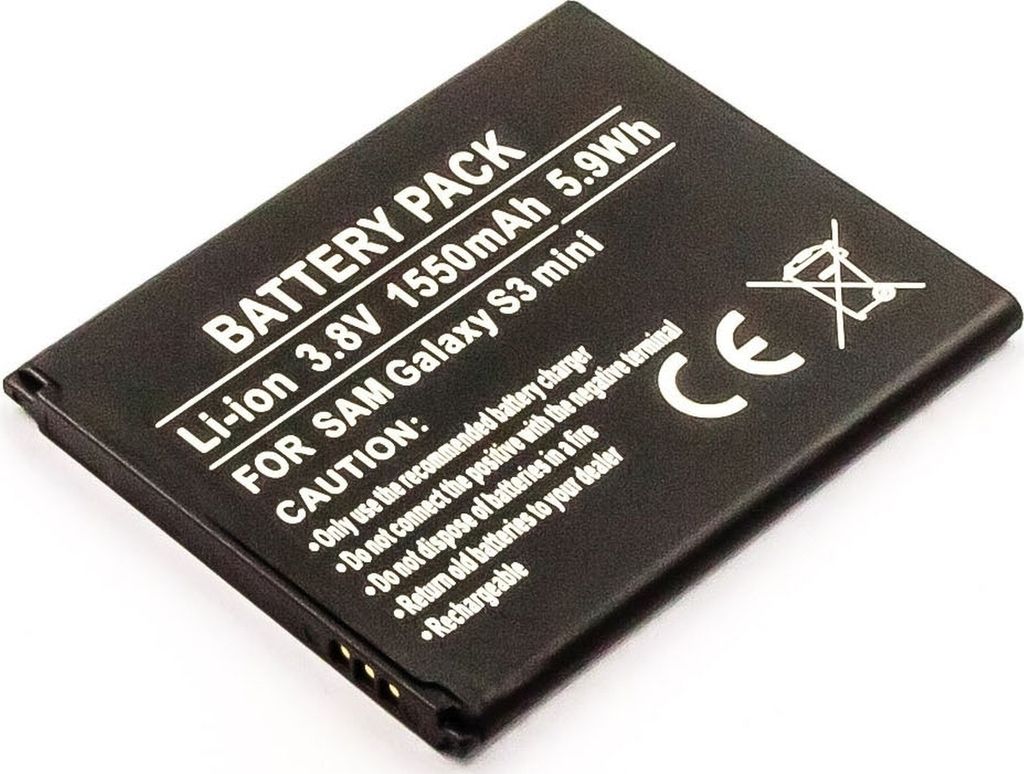 BATTERY PACK
Li-ion 3.8V 1550mAh 5.9Wh
FOR SAM Galaxy S3 mini
CAUTION:
•Only use the recommended battery charger
•Do not connect the positive with the negative terminal
•Do not dispose of batteries in a fire
•Return old batteries to your dealer
•Rechargeable
CE